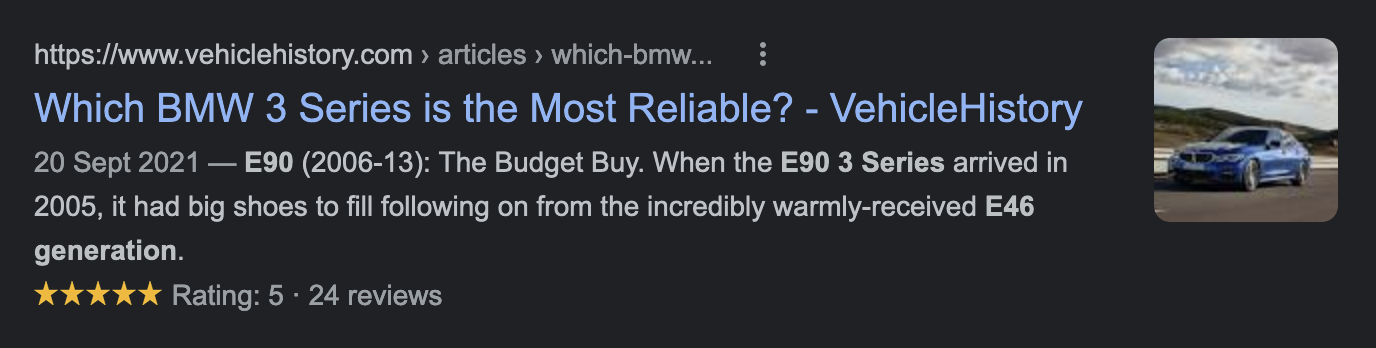 https://www.vehiclehistory.com › articles › which-bmw...
Which BMW 3 Series is the Most Reliable? - VehicleHistory
20 Sept 2021 — E90 (2006-13): The Budget Buy. When the E90 3 Series arrived in
2005, it had big shoes to fill following on from the incredibly warmly-received E46
generation.
★★★★★ Rating: 5 · 24 reviews